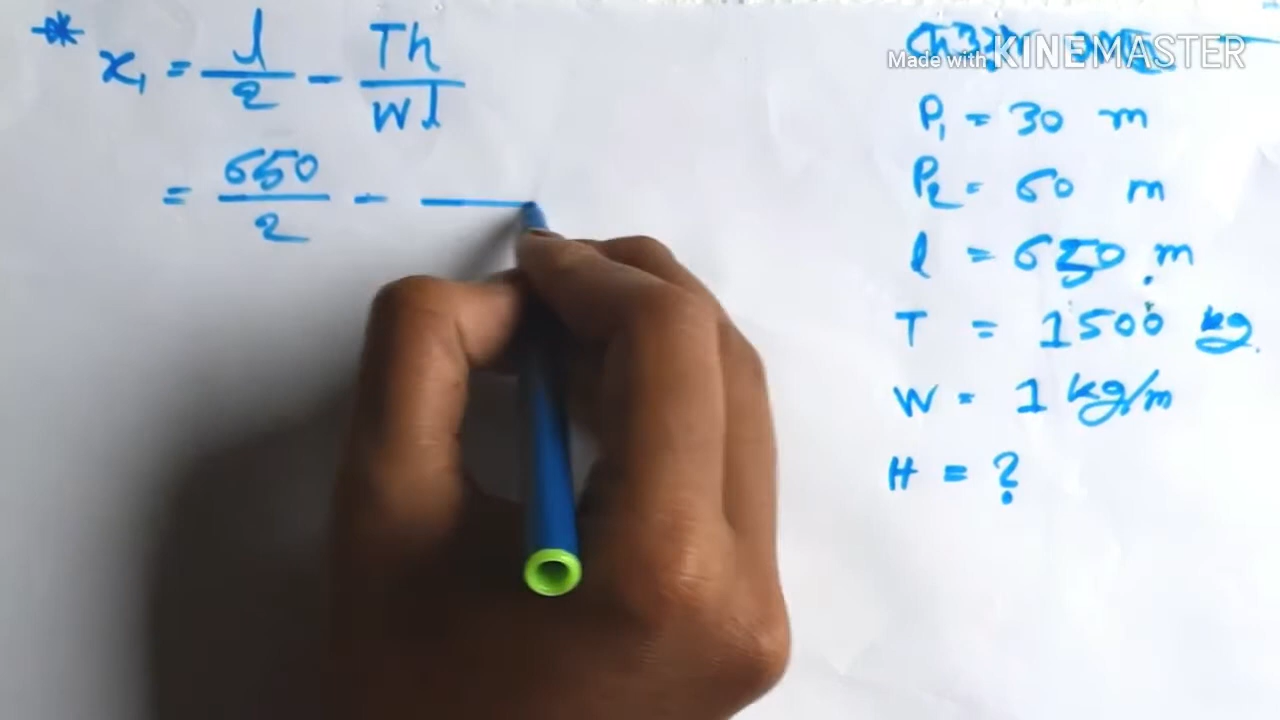 * x₁ = l/2 - Th/Wl
= 650/2 -
Made with KINEMASTER
P₁ = 30 m
P₂ = 60 m
l = 650 m
T = 1500 kg.
W = 1 kg/m
H = ?